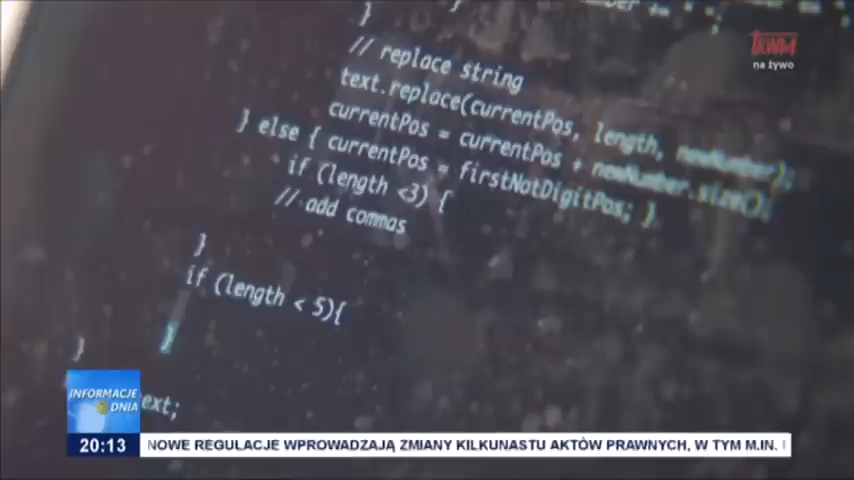 }
// replace string
text.replace(currentPos, length, newNumber);
currentPos = currentPos + newNumber.size();
} else { currentPos = firstNotDigitPos; }
if (length <3) {
// add commas
}
if (length < 5){
}
}
ext;
TRWAM
na żywo
INFORMACJE
DNIA
20:13
NOWE REGULACJE WPROWADZAJĄ ZMIANY KILKUNASTU AKTÓW PRAWNYCH, W TYM M.IN.